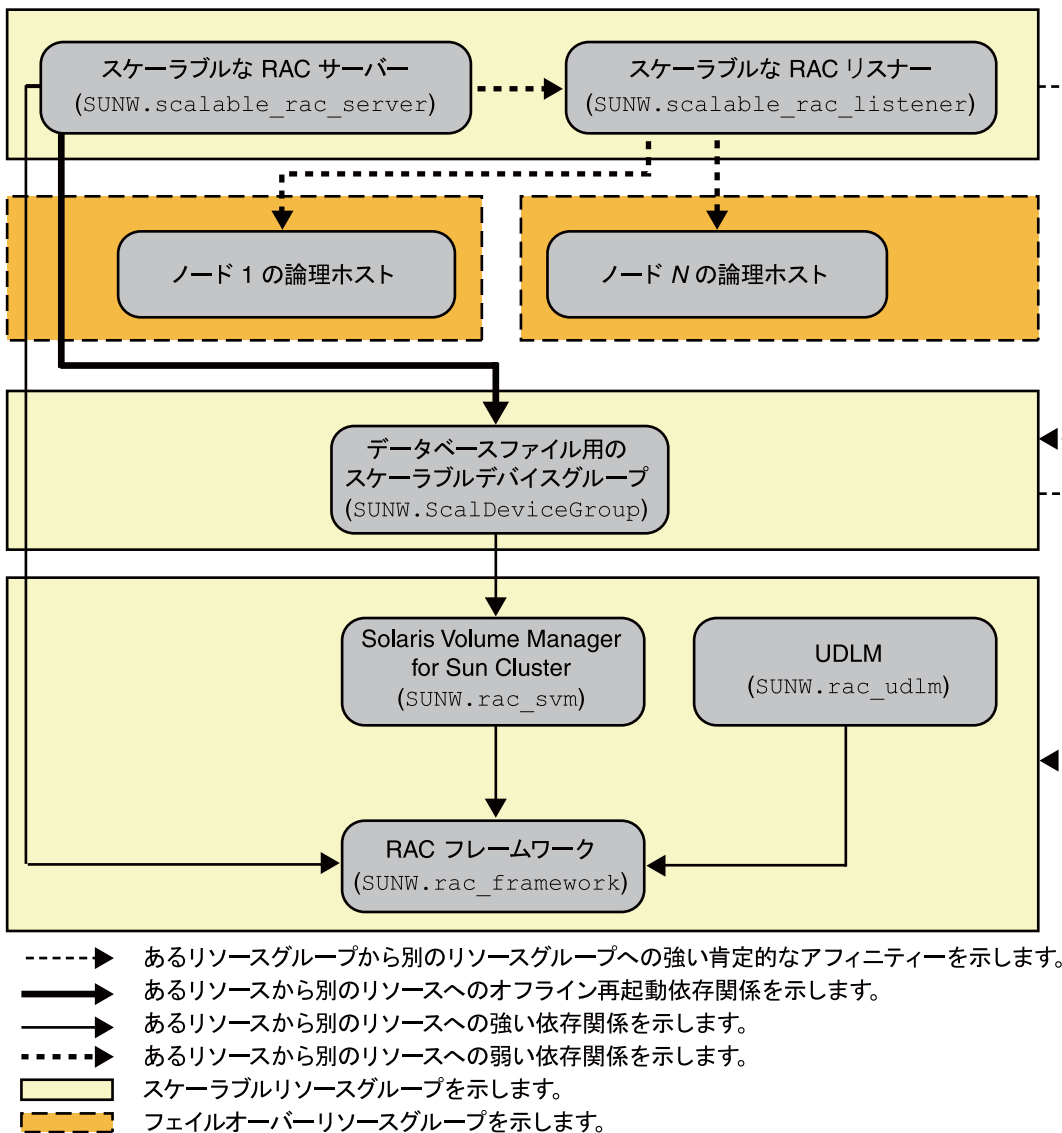 スケーラブルな RAC サーバー
(SUNW.scalable_rac_server)
スケーラブルな RAC リスナー
(SUNW.scalable_rac_listener)
ノード 1 の論理ホスト
ノード N の論理ホスト
データベースファイル用の
スケーラブルデバイスグループ
(SUNW.ScalDeviceGroup)
Solaris Volume Manager
for Sun Cluster
(SUNW.rac_svm)
UDLM
(SUNW.rac_udlm)
RAC フレームワーク
(SUNW.rac_framework)
あるリソースグループから別のリソースグループへの強い肯定的なアフィニティーを示します。
あるリソースから別のリソースへのオフライン再起動依存関係を示します。
あるリソースから別のリソースへの強い依存関係を示します。
あるリソースから別のリソースへの弱い依存関係を示します。
スケーラブルリソースグループを示します。
フェイルオーバーリソースグループを示します。